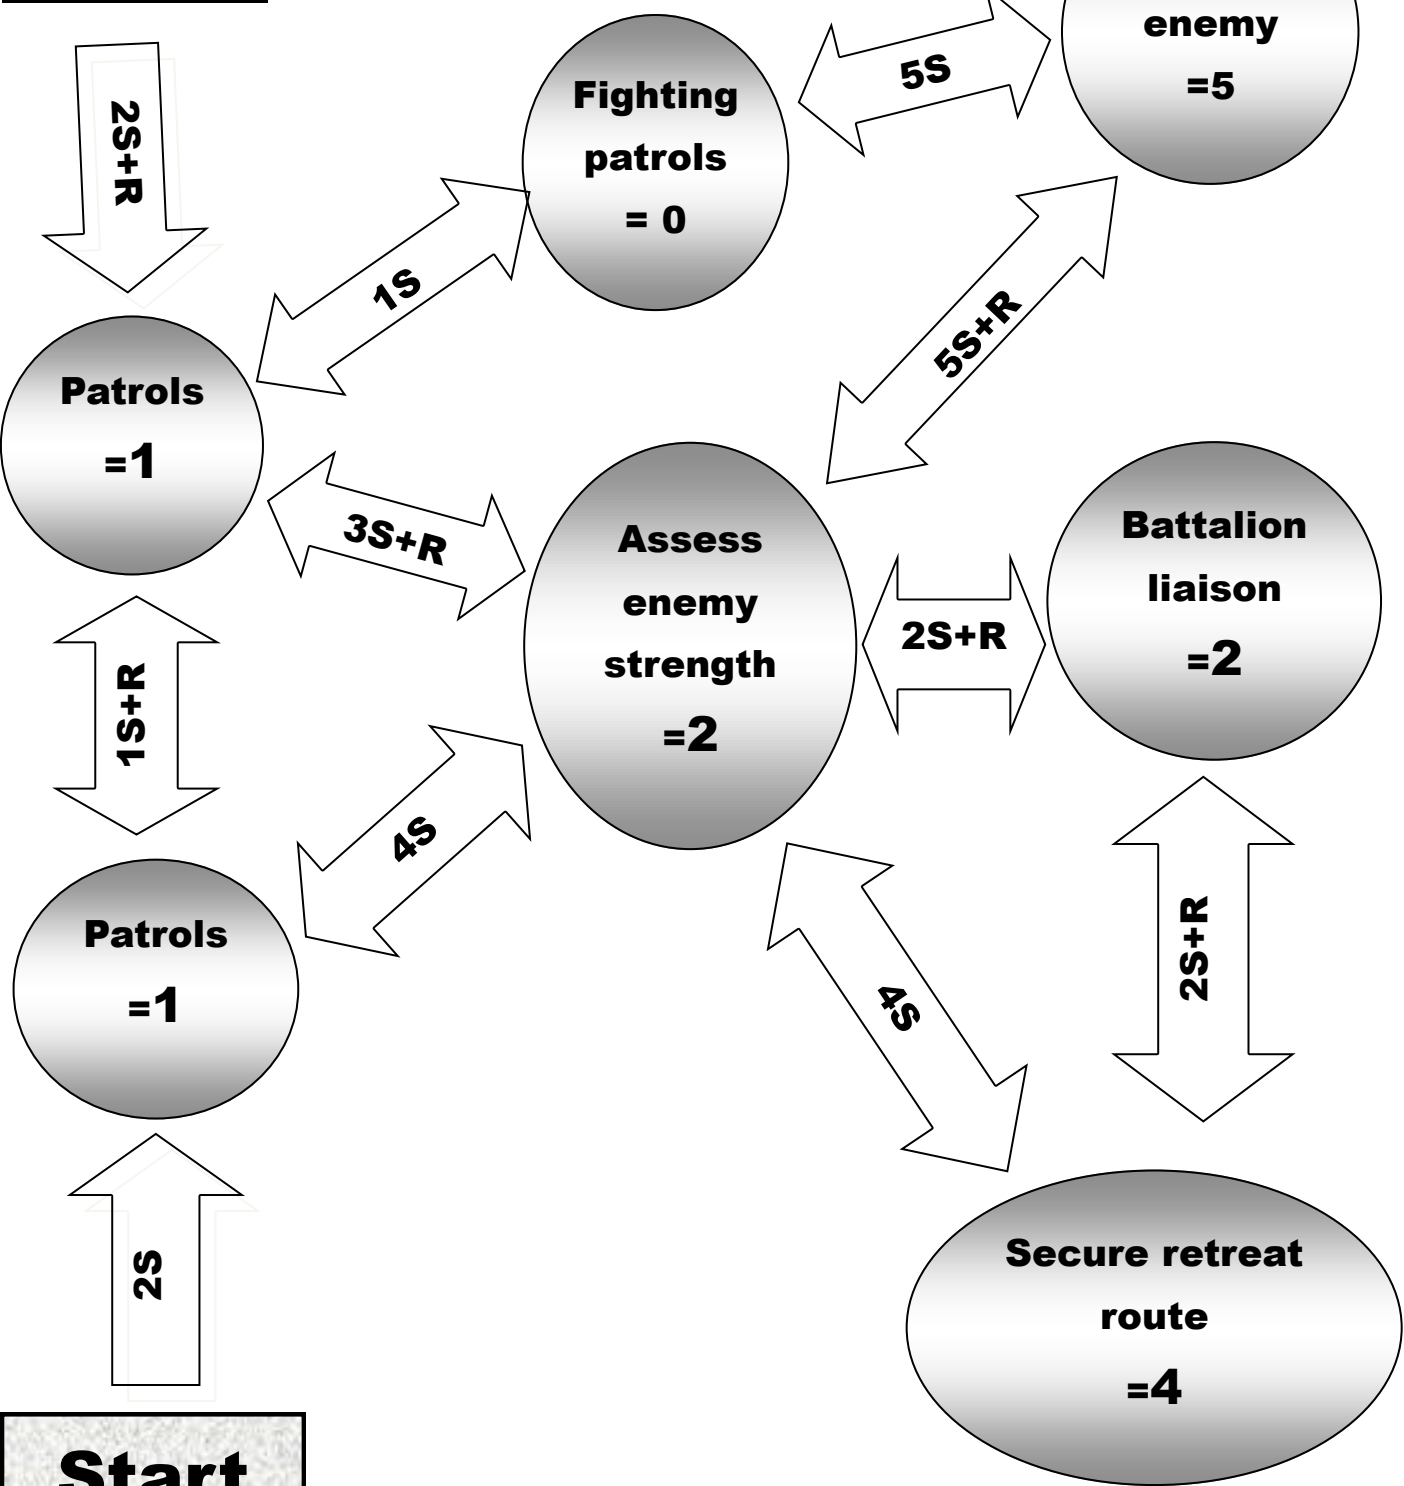 enemy
=5
5S
Fighting
patrols
= 0
2S+R
1S
5S+R
Patrols
=1
3S+R
Assess
enemy
strength
=2
Battalion
liaison
=2
2S+R
1S+R
4S
Patrols
=1
4S
2S+R
2S
Secure retreat
route
=4
Start